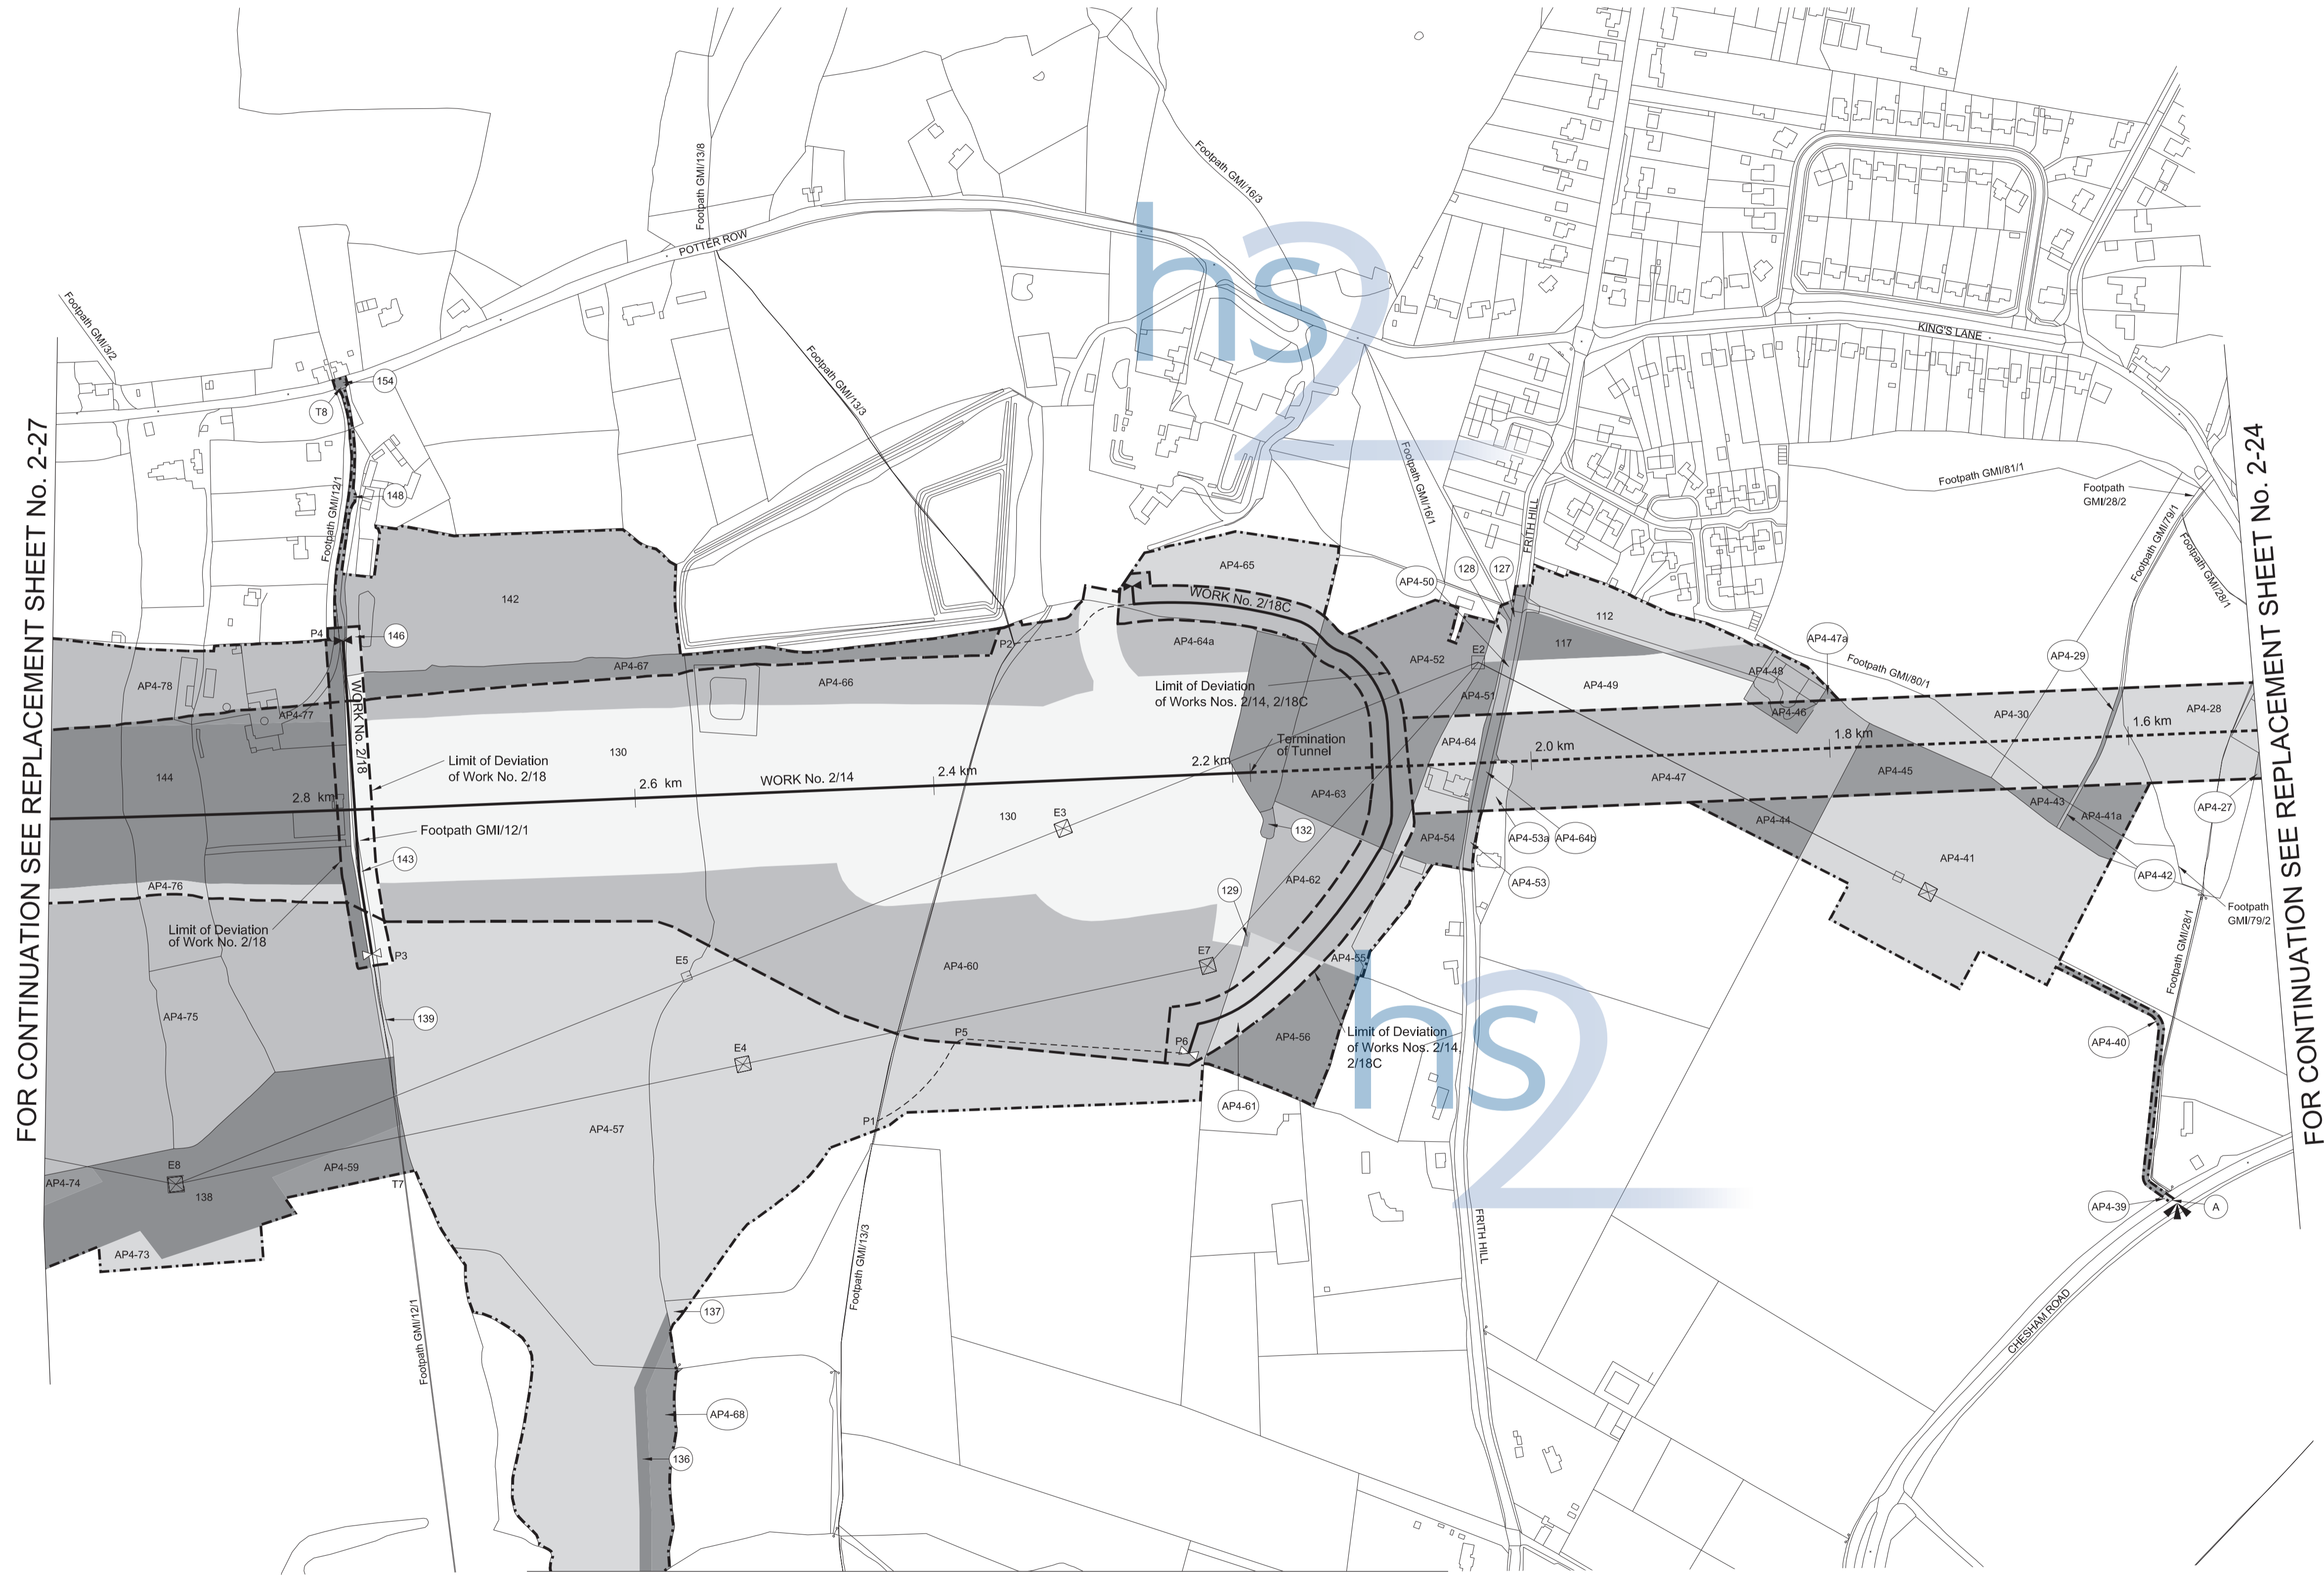 FOR CONTINUATION SEE REPLACEMENT SHEET No. 2-27
FOR CONTINUATION SEE REPLACEMENT SHEET No. 2-24
Footpath GMI/3/2
Footpath GMI/13/8
POTTER ROW
Footpath GMI/16/3
hs2
Footpath GMI/13/3
KING'S LANE
154
T8
148
Footpath GMI/12/1
Footpath GMI/12/1
Footpath GMI/16/1
FRITH HILL
Footpath GMI/81/1
Footpath
GMI/28/2
Footpath GMI/79/1
Footpath GMI/28/1
142
AP4-65
AP4-50
128
127
112
117
WORK No. 2/18C
P4
146
P2
AP4-64a
AP4-52
E2
AP4-47a
AP4-29
AP4-67
AP4-66
AP4-78
AP4-77
WORK No. 2/18
Limit of Deviation
of Works Nos. 2/14, 2/18C
AP4-51
AP4-49
AP4-48
AP4-46
Footpath GMI/80/1
AP4-30
AP4-28
1.6 km
144
Limit of Deviation
of Work No. 2/18
130
Termination
of Tunnel
AP4-64
2.0 km
1.8 km
2.8 km
2.6 km
WORK No. 2/14
2.4 km
2.2 km
AP4-47
AP4-45
AP4-63
AP4-43
AP4-41a
AP4-27
Footpath GMI/12/1
143
130
E3
132
AP4-54
AP4-53a
AP4-64b
AP4-44
AP4-41
AP4-42
AP4-76
AP4-62
AP4-53
129
Footpath
GMI/79/2
Limit of Deviation
of Work No. 2/18
P3
E5
AP4-60
E7
AP4-55
hs2
Footpath GMI/28/1
AP4-75
139
P5
P6
AP4-56
Limit of Deviation
of Works Nos. 2/14,
2/18C
AP4-40
E4
AP4-61
P1
AP4-57
E8
AP4-59
AP4-74
138
T7
AP4-73
AP4-39
A
Footpath GMI/13/3
FRITH HILL
137
CHESHAM ROAD
Footpath GMI/12/1
AP4-68
136